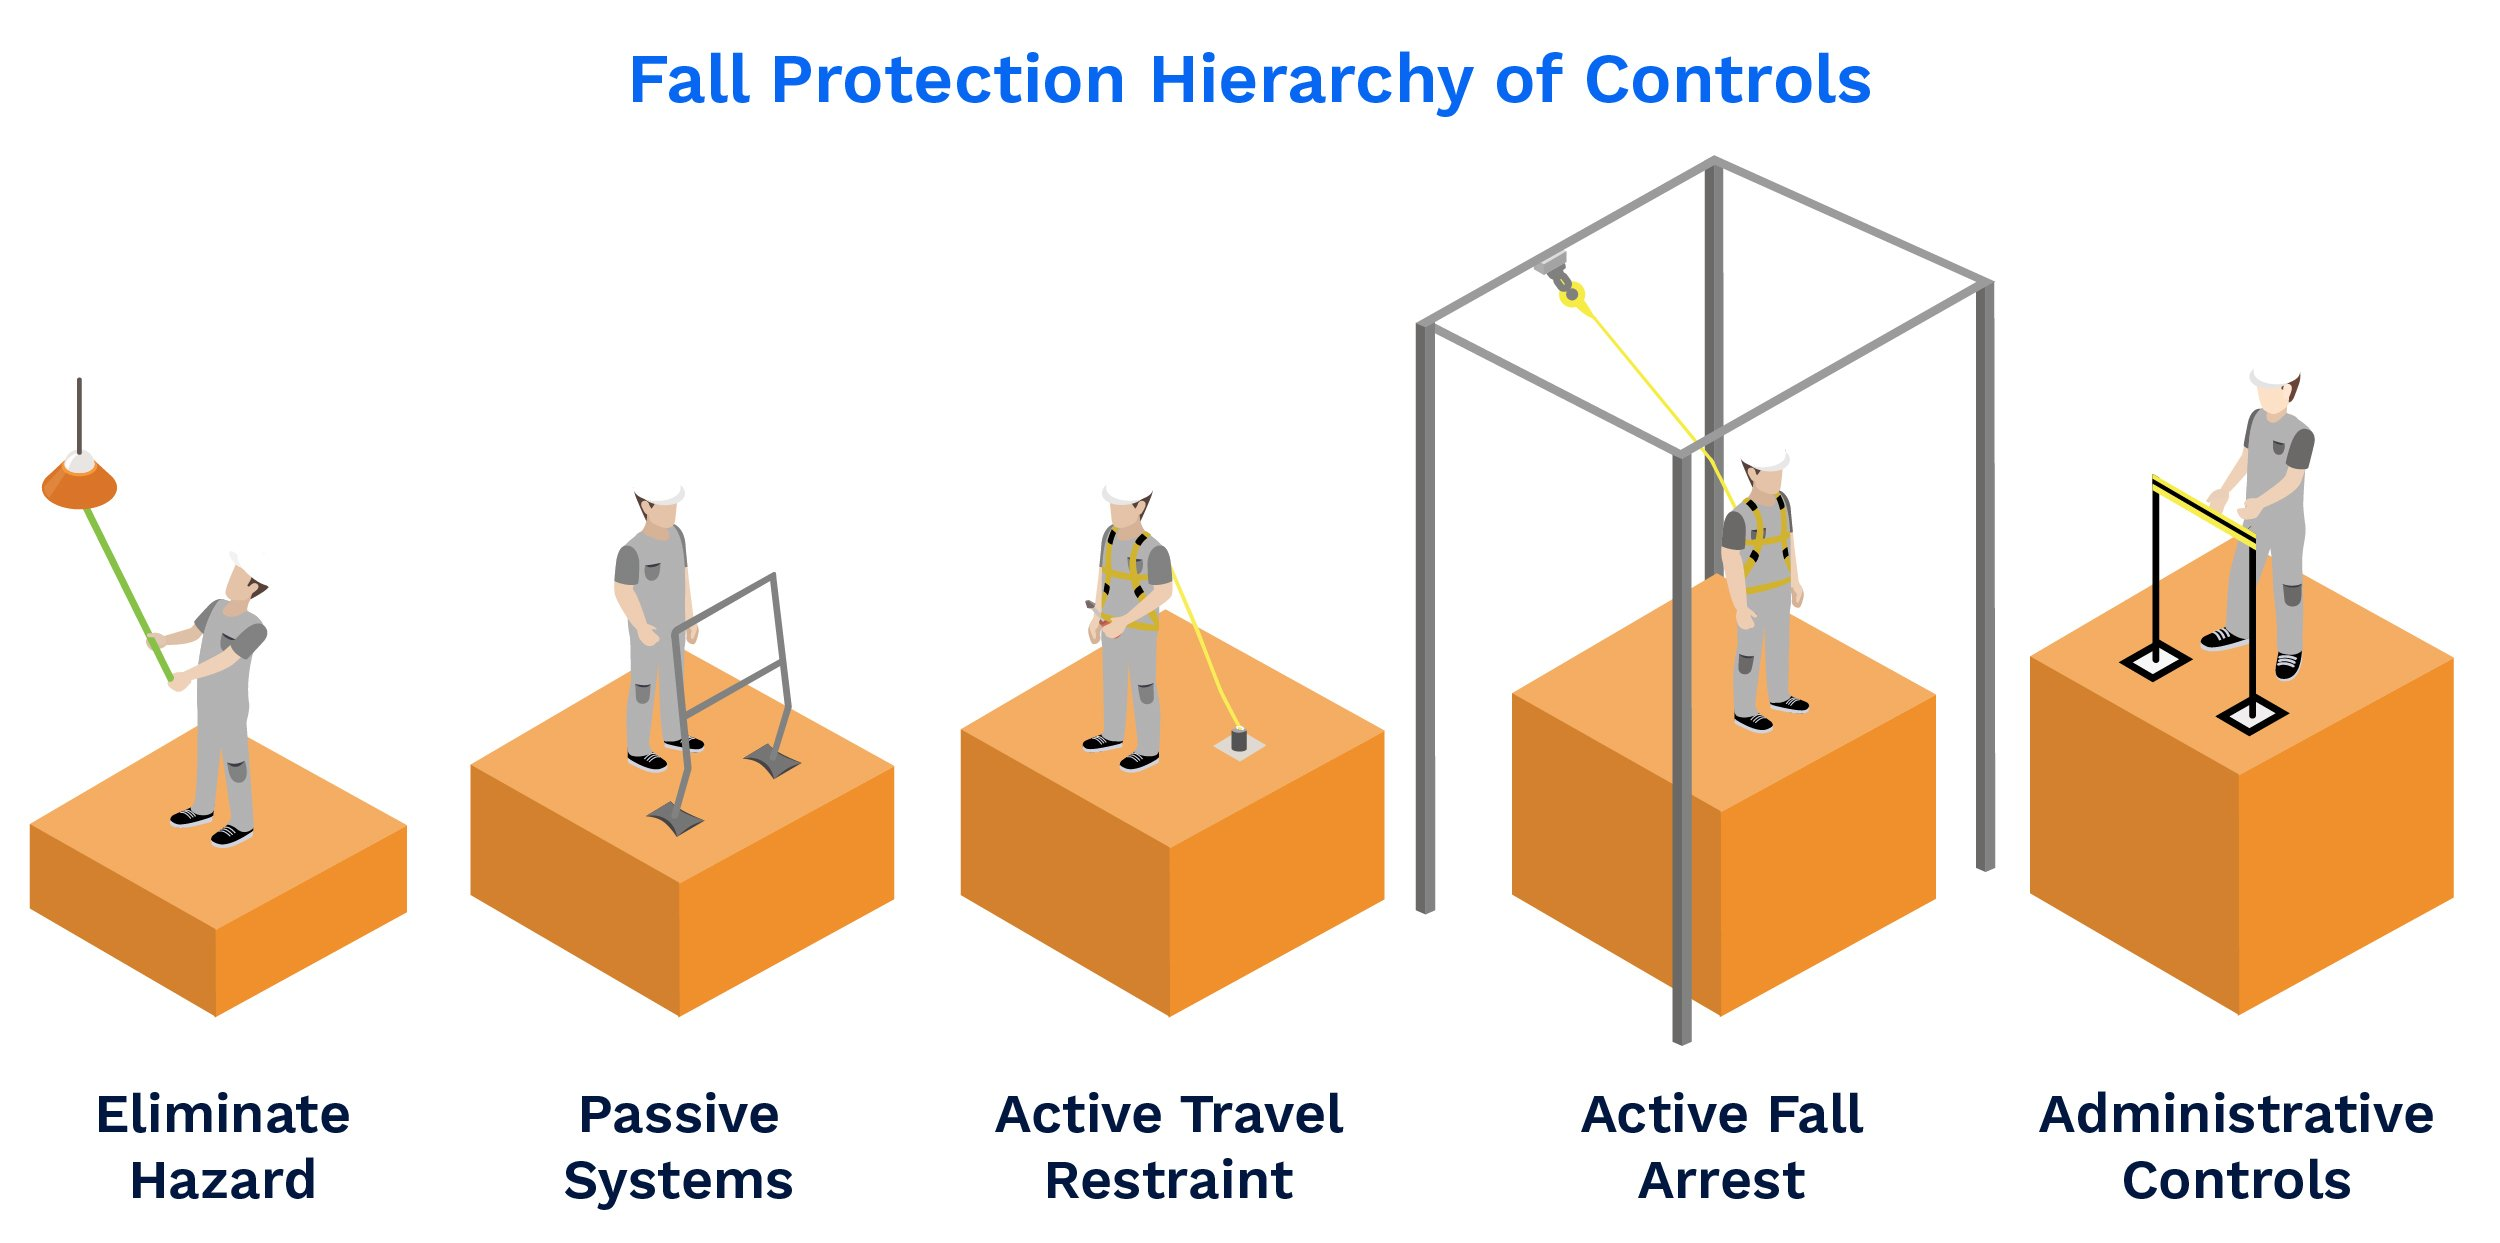 Fall Protection Hierarchy of Controls
Eliminate
Hazard
Passive
Systems
Active Travel
Restraint
Active Fall
Arrest
Administrative
Controls